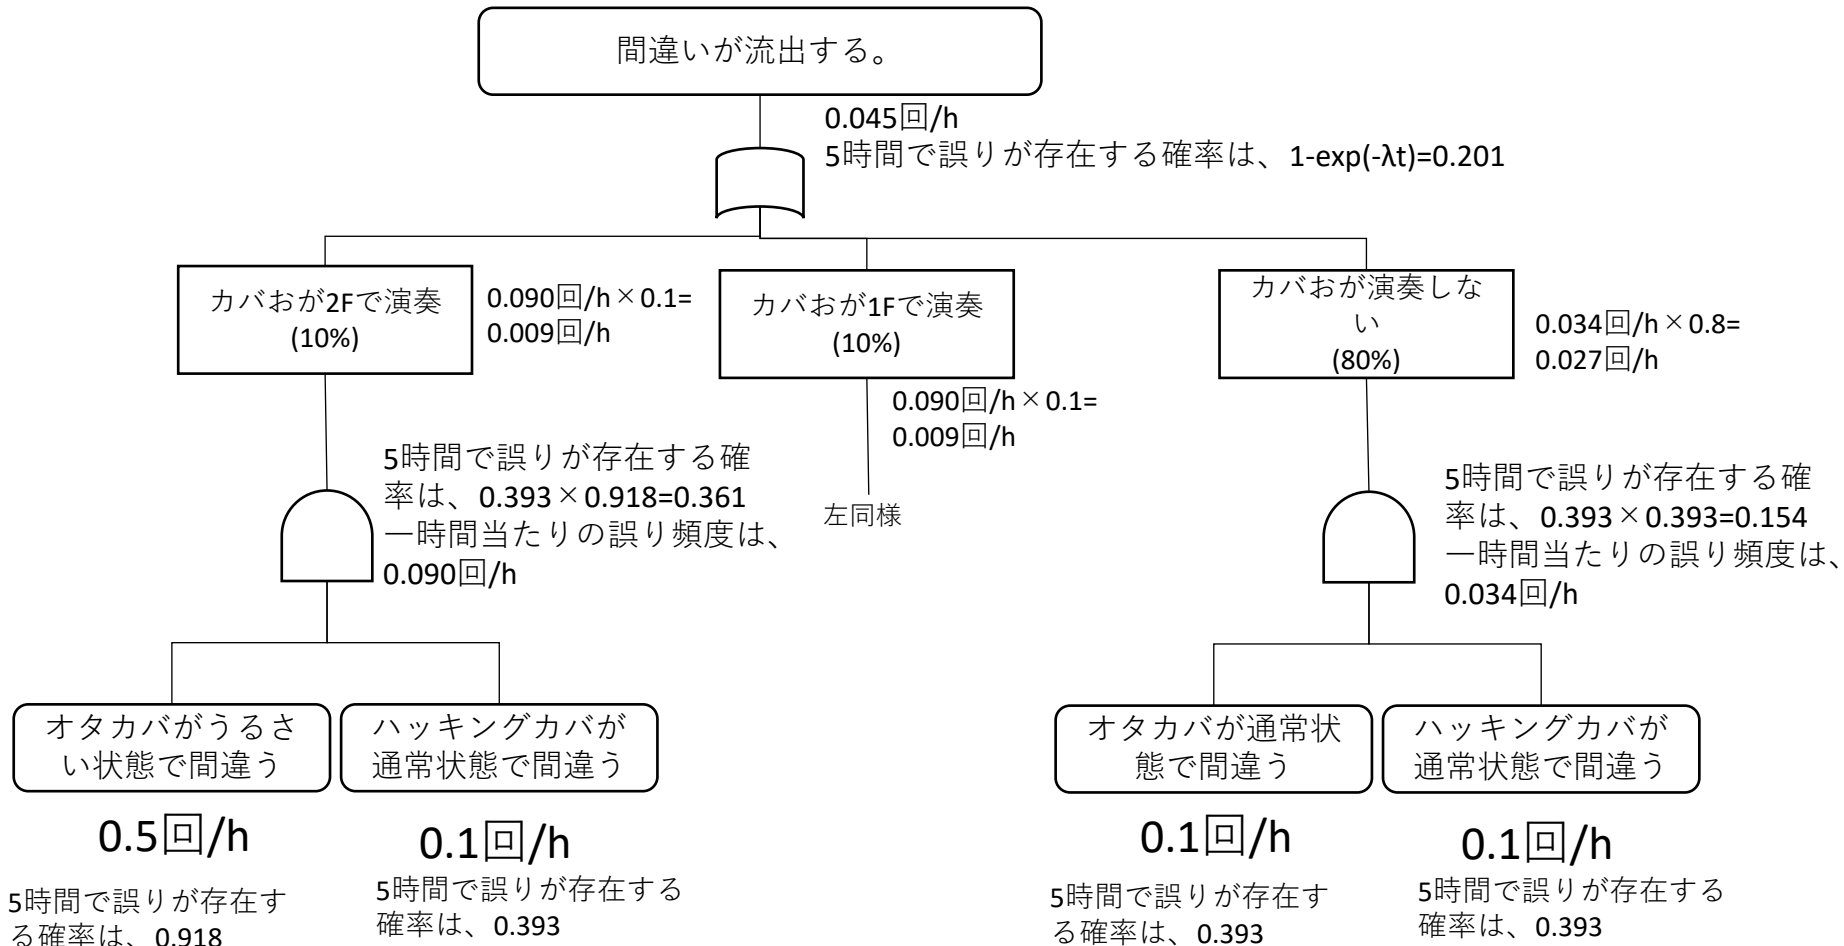 間違いが流出する。
0.045回/h
5時間で誤りが存在する確率は、1-exp(-λt)=0.201
カバおが2Fで演奏
(10%)
0.090回/h×0.1=
0.009回/h
カバおが1Fで演奏
(10%)
0.090回/h×0.1=
0.009回/h
カバおが演奏しな
い
(80%)
0.034回/h×0.8=
0.027回/h
5時間で誤りが存在する確
率は、0.393×0.918=0.361
一時間当たりの誤り頻度は、
0.090回/h
左同様
5時間で誤りが存在する確
率は、0.393×0.393=0.154
一時間当たりの誤り頻度は、
0.034回/h
オタカバがうるさ
い状態で間違う
ハッキングカバが
通常状態で間違う
オタカバが通常状
態で間違う
ハッキングカバが
通常状態で間違う
0.5回/h
0.1回/h
0.1回/h
0.1回/h
5時間で誤りが存在す
る確率は、0.918
5時間で誤りが存在する
確率は、0.393
5時間で誤りが存在す
る確率は、0.393
5時間で誤りが存在する
確率は、0.393